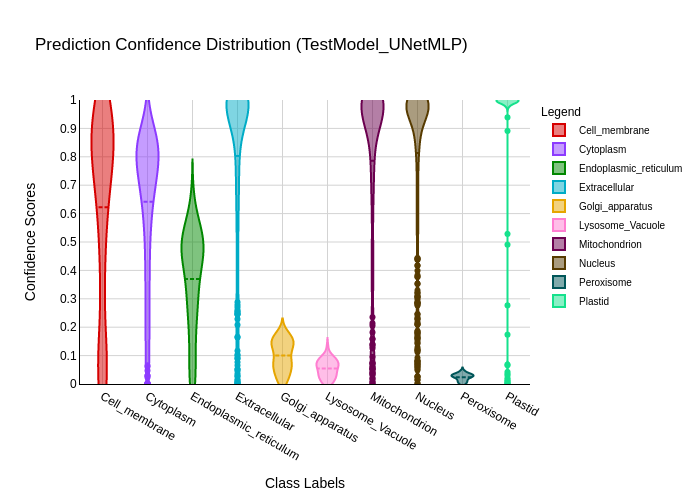 Prediction Confidence Distribution (TestModel_UNetMLP)
Legend
Cell_membrane
Cytoplasm
Endoplasmic_reticulum
Extracellular
Golgi_apparatus
Lysosome_Vacuole
Mitochondrion
Nucleus
Peroxisome
Plastid
Confidence Scores
1
0.9
0.8
0.7
0.6
0.5
0.4
0.3
0.2
0.1
0
Cell_membrane
Cytoplasm
Endoplasmic_reticulum
Extracellular
Golgi_apparatus
Lysosome_Vacuole
Mitochondrion
Nucleus
Peroxisome
Plastid
Class Labels